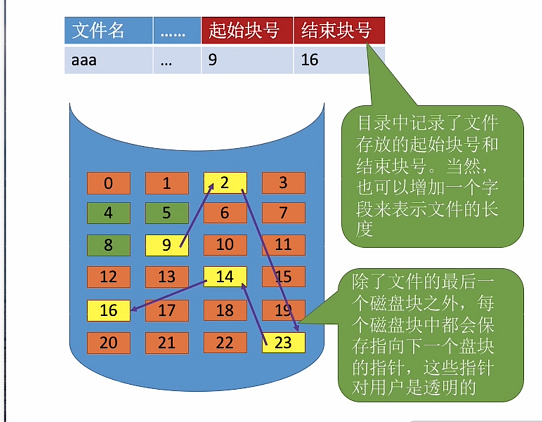 文件名 …… 起始块号 结束块号
aaa … 9 16
目录中记录了文件
存放的起始块号和
结束块号。当然，
也可以增加一个字
段来表示文件的长
度
0 1 2 3
4 5 6 7
8 9 10 11
12 13 14 15
16 17 18 19
20 21 22 23
除了文件的最后一
个磁盘块之外，每
个磁盘块中都会保
存指向下一个盘块
的指针，这些指针
对用户是透明的